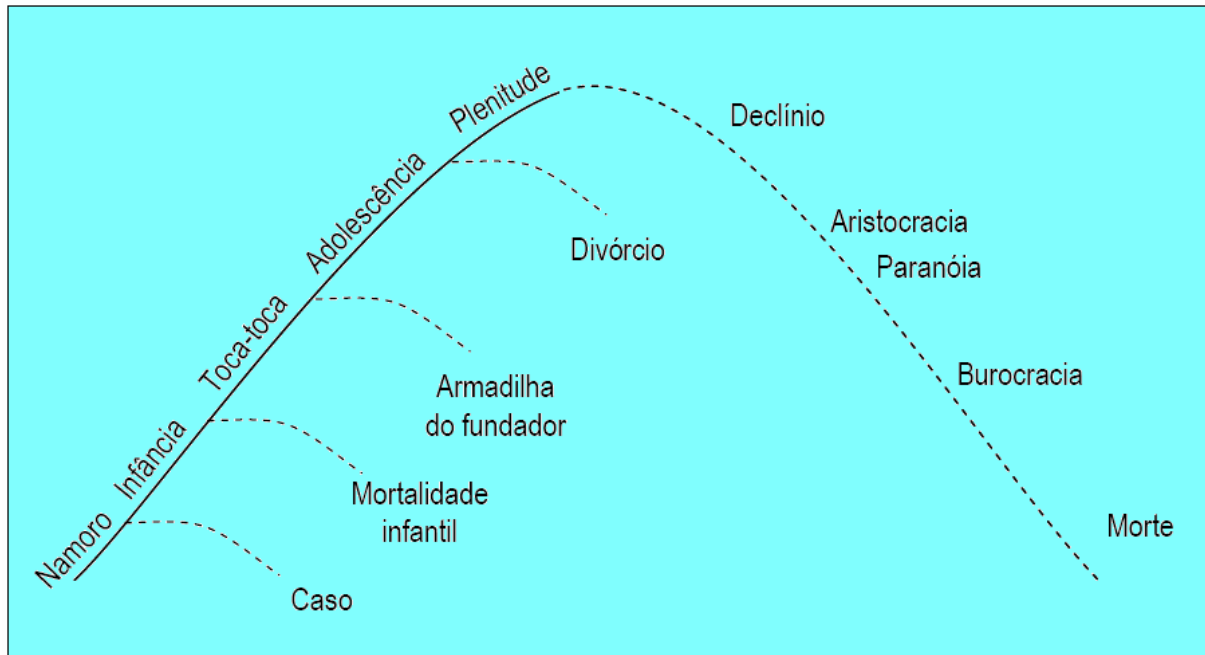 Plenitude
Declínio
Adolescência
Aristocracia
Divórcio
Paranóia
Toca-toca
Armadilha
do fundador
Burocracia
Infância
Mortalidade
infantil
Namoro
Morte
Caso